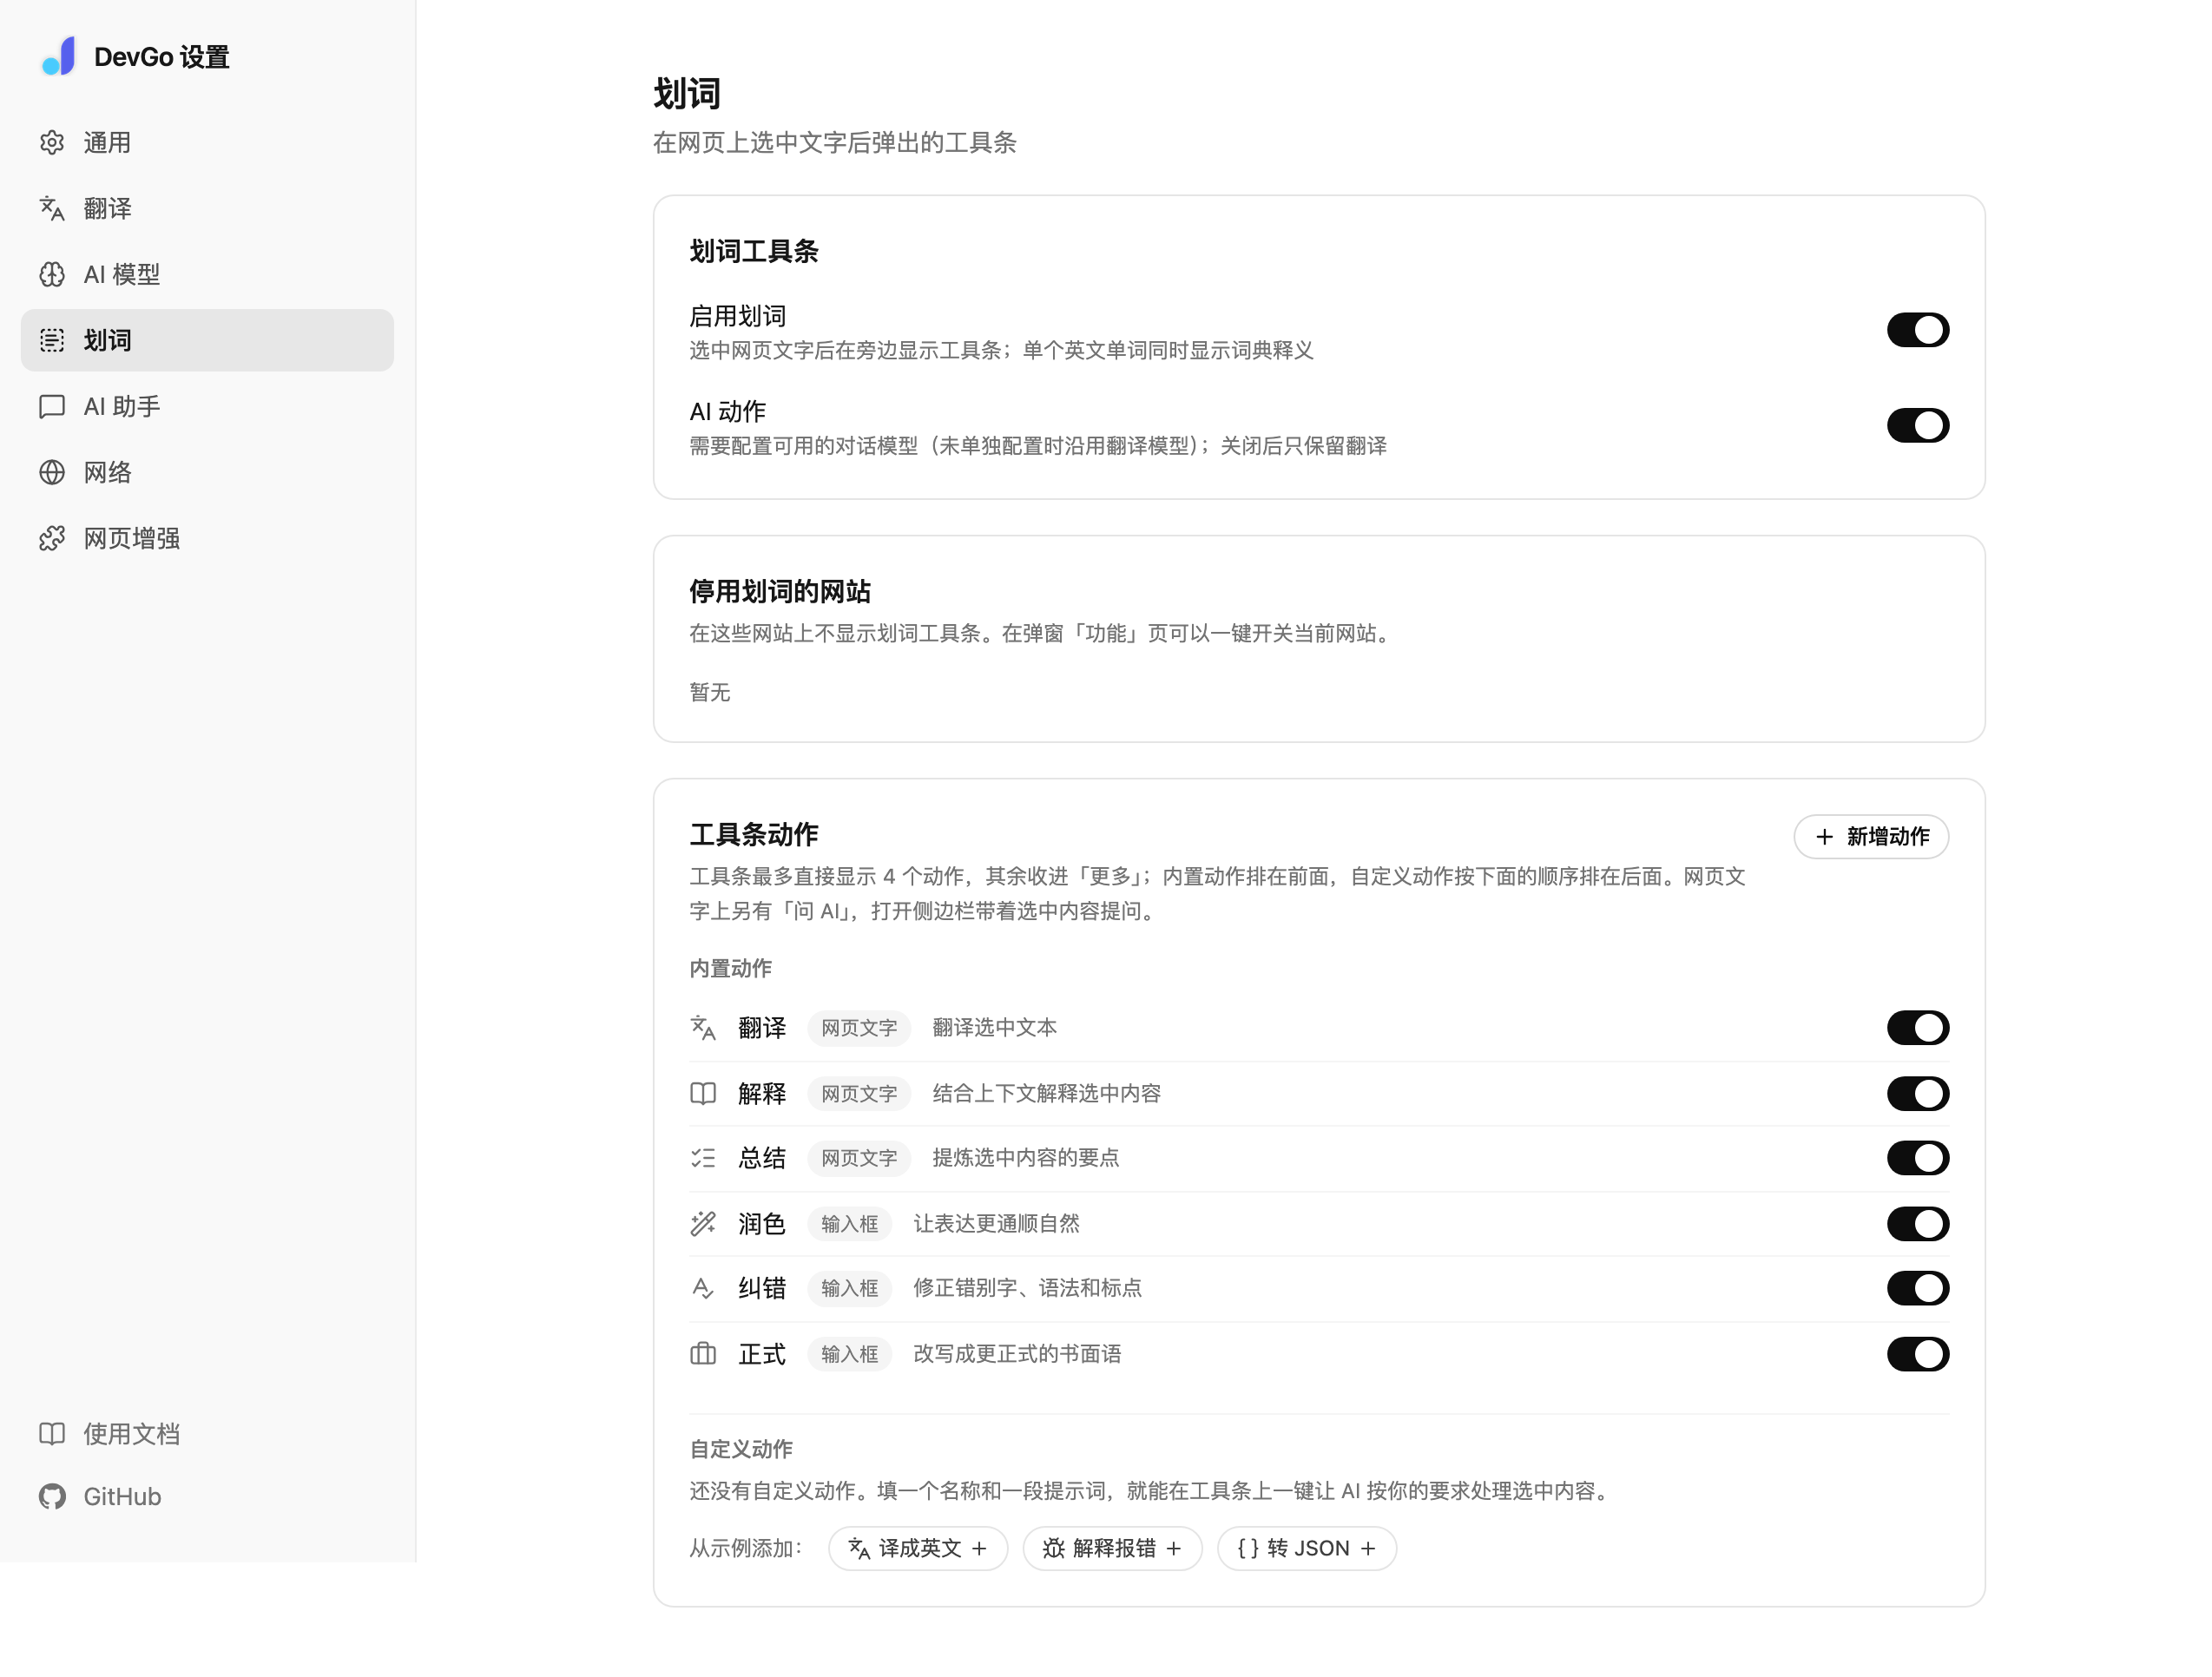 DevGo 设置
通用
翻译
AI 模型
划词
AI 助手
网络
网页增强
使用文档
GitHub
划词
在网页上选中文字后弹出的工具条
划词工具条
启用划词
选中网页文字后在旁边显示工具条；单个英文单词同时显示词典释义
AI 动作
需要配置可用的对话模型（未单独配置时沿用翻译模型）；关闭后只保留翻译
停用划词的网站
在这些网站上不显示划词工具条。在弹窗「功能」页可以一键开关当前网站。
暂无
工具条动作
新增动作
工具条最多直接显示 4 个动作，其余收进「更多」；内置动作排在前面，自定义动作按下面的顺序排在后面。网页文
字上另有「问 AI」，打开侧边栏带着选中内容提问。
内置动作
翻译 网页文字 翻译选中文本
解释 网页文字 结合上下文解释选中内容
总结 网页文字 提炼选中内容的要点
润色 输入框 让表达更通顺自然
纠错 输入框 修正错别字、语法和标点
正式 输入框 改写成更正式的书面语
自定义动作
还没有自定义动作。填一个名称和一段提示词，就能在工具条上一键让 AI 按你的要求处理选中内容。
从示例添加： 译成英文 + 解释报错 + {} 转 JSON +